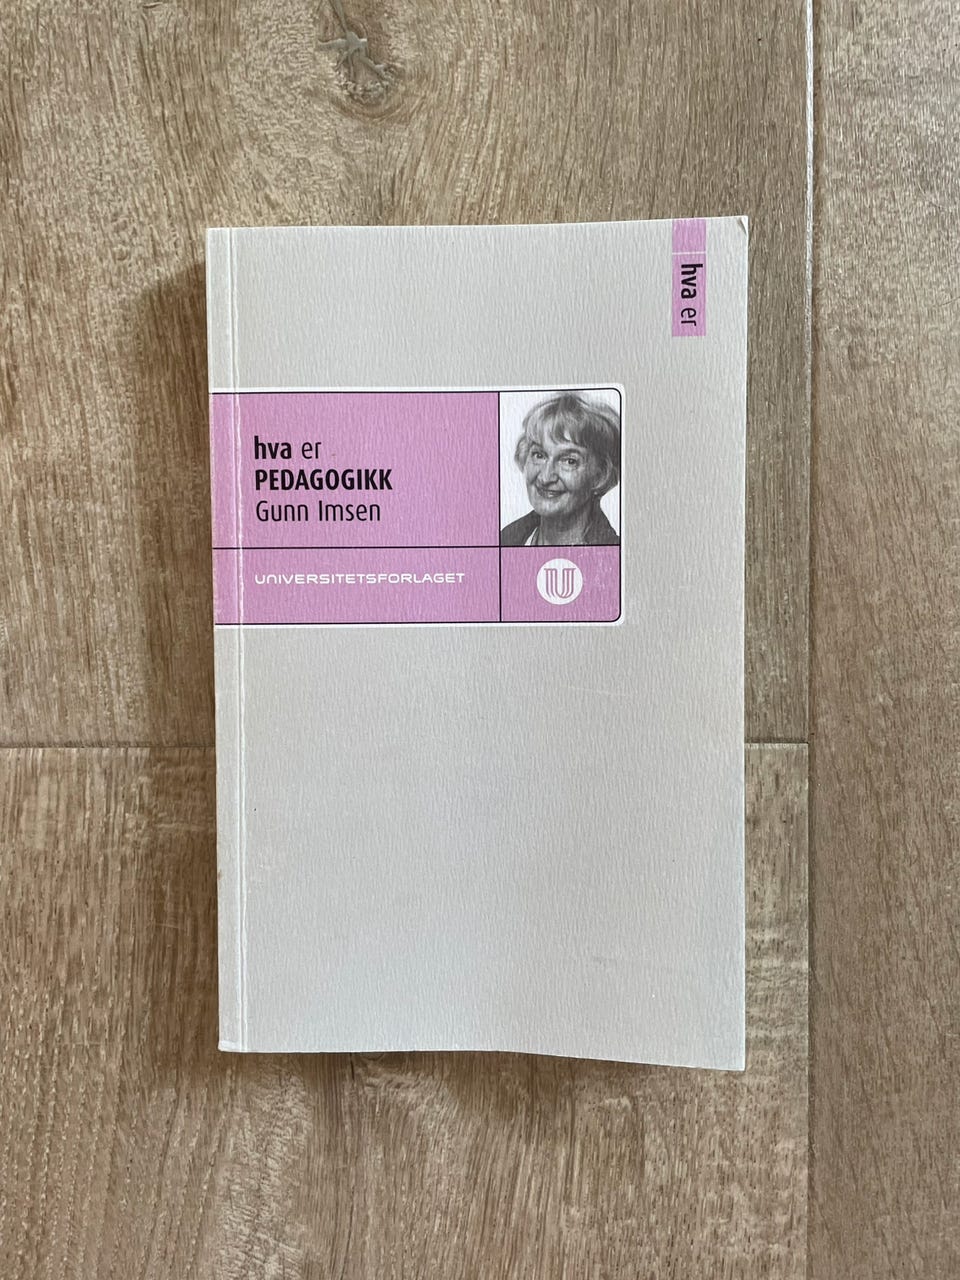 hva er
hva er
PEDAGOGIKK
Gunn Imsen
UNIVERSITETSFORLAGET
U